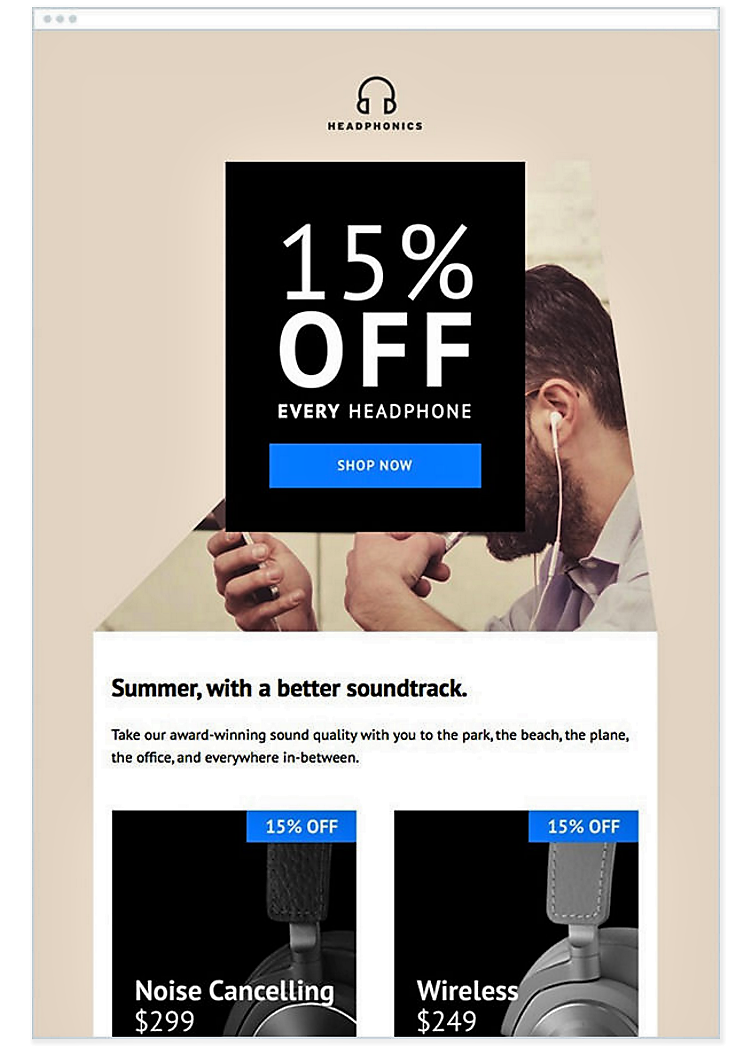 HEADPHONICS
15%
OFF
EVERY HEADPHONE
SHOP NOW
Summer, with a better soundtrack.
Take our award-winning sound quality with you to the park, the beach, the plane,
the office, and everywhere in-between.
15% OFF
Noise Cancelling
$299
15% OFF
Wireless
$249